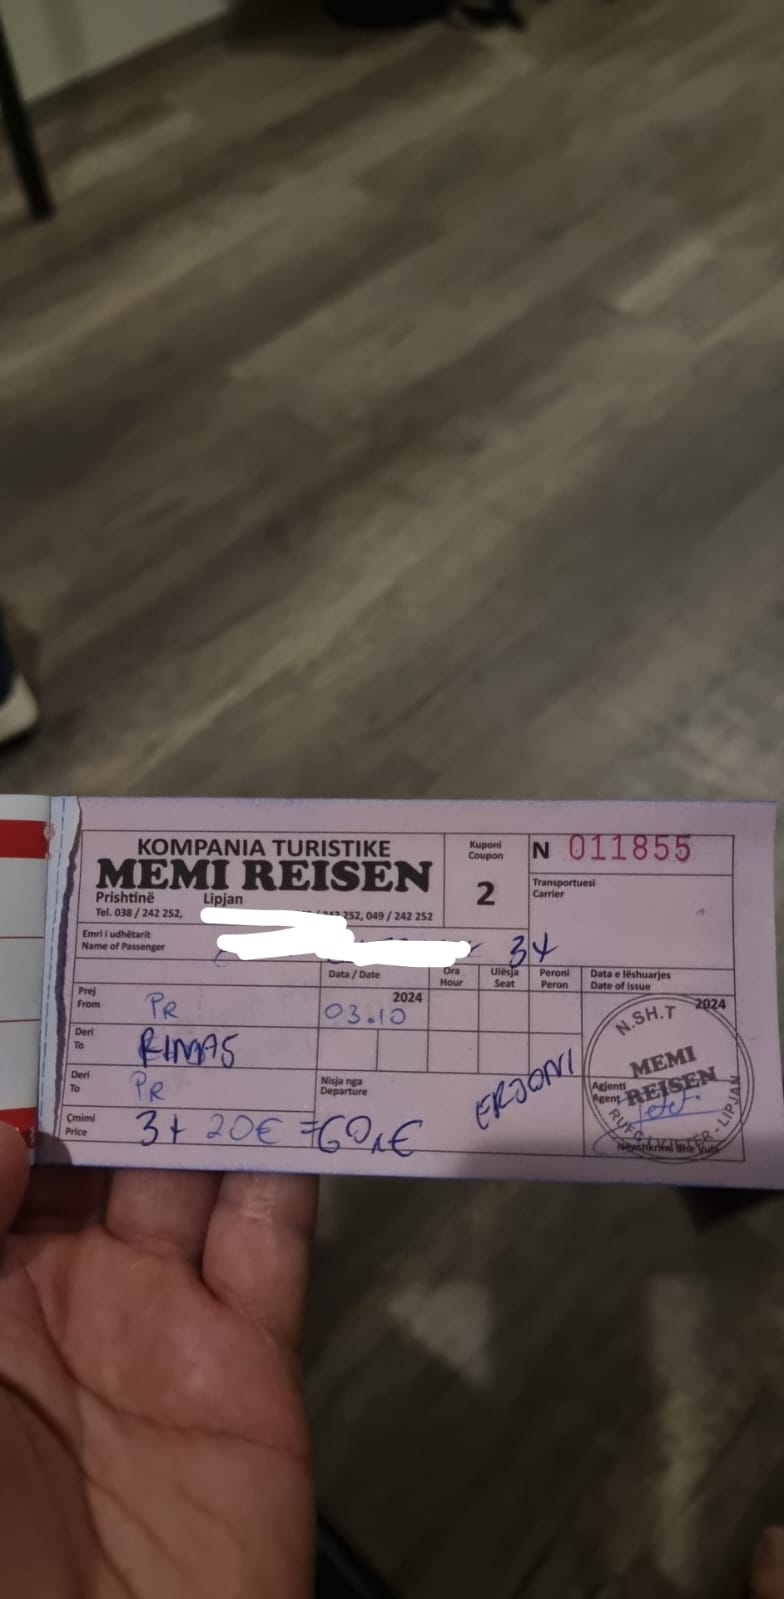 KOMPANIA TURISTIKE
MEMI REISEN
Prishtinë Lipjan
Tel. 038 / 242 252, 252, 049 / 242 252
Kuponi
Coupon
2
N 011855
Transportuesi
Carrier
Emri i udhëtarit
Name of Passenger
3+
Data / Date
Ora
Hour
Ulësja
Seat
Peroni
Peron
Data e lëshuarjes
Date of issue
Prej
From
PR
2024
03.10
2024
Deri
To
RIMAS
Deri
To
PR
Nisja nga
Departure
ERJONI
Agjenti
Agent
N.SH.T
MEMI
REISEN
LIPJAN
Çmimi
Price
3+ 20€ =60,€